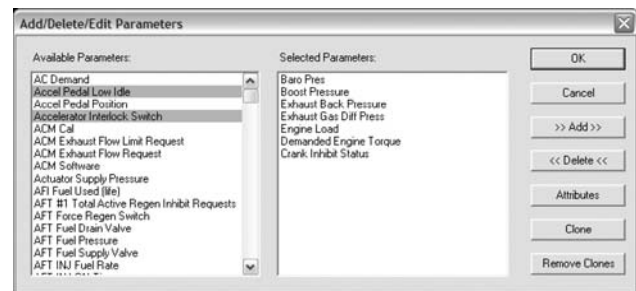 Add/Delete/Edit Parameters
Available Parameters:
AC Demand
Accel Pedal Low Idle
Accel Pedal Position
Accelerator Interlock Switch
ACM Cal
ACM Exhaust Flow Limit Request
ACM Exhaust Flow Request
ACM Software
Actuator Supply Pressure
AFI Fuel Used (life)
AFT #1 Total Active Regen Inhibit Requests
AFT Force Regen Switch
AFT Fuel Drain Valve
AFT Fuel Pressure
AFT Fuel Supply Valve
AFT INJ Fuel Rate
Selected Parameters:
Baro Pres
Boost Pressure
Exhaust Back Pressure
Exhaust Gas Diff Press
Engine Load
Demanded Engine Torque
Crank Inhibit Status
OK
Cancel
>> Add >>
<< Delete <<
Attributes
Clone
Remove Clones